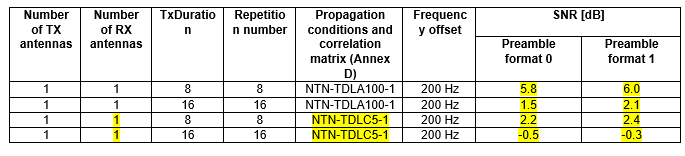 Number of TX antennas | Number of RX antennas | TxDuratio n | Repetitio n number | Propagation conditions and correlation matrix (Annex D) | Frequenc y offset | SNR [dB]
Preamble format 0 | Preamble format 1
1 | 1 | 8 | 8 | NTN-TDLA100-1 | 200 Hz | 5.8 | 6.0
1 | 1 | 16 | 16 | NTN-TDLA100-1 | 200 Hz | 1.5 | 2.1
1 | 1 | 8 | 8 | NTN-TDLC5-1 | 200 Hz | 2.2 | 2.4
1 | 1 | 16 | 16 | NTN-TDLC5-1 | 200 Hz | -0.5 | -0.3